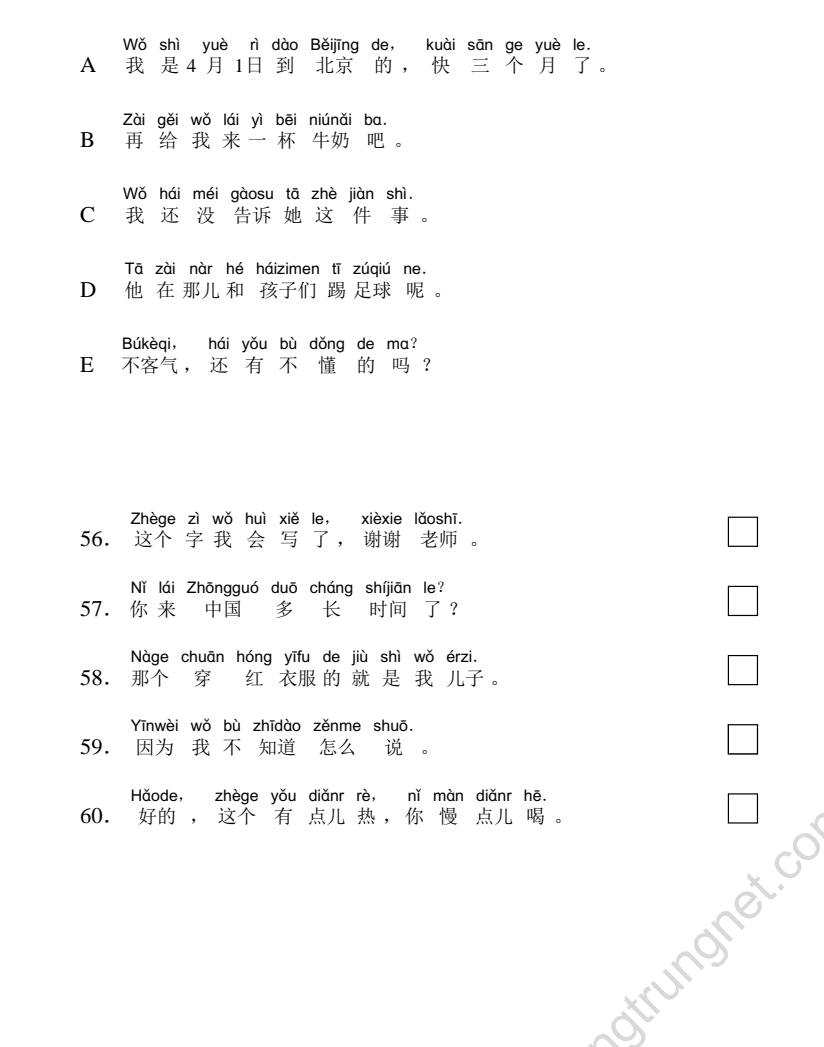 Wǒ shì yuè rì dào Běijīng de, kuài sān ge yuè le.
A 我 是 4 月 1日 到 北京 的，快 三 个 月 了。
Zài gěi wǒ lái yì bēi niúnǎi ba.
B 再 给 我 来 一 杯 牛奶 吧。
Wǒ hái méi gàosu tā zhè jiàn shì.
C 我 还 没 告诉 她 这 件 事。
Tā zài nàr hé háizimen tī zúqiú ne.
D 他 在 那儿 和 孩子们 踢 足球 呢。
Búkèqi, hái yǒu bù dǒng de ma?
E 不客气，还 有 不 懂 的 吗？
Zhège zì wǒ huì xiě le, xièxie lǎoshī.
56. 这个 字 我 会 写 了，谢谢 老师。
Nǐ lái Zhōngguó duō cháng shíjiān le?
57. 你 来 中国 多 长 时间 了？
Nàge chuān hóng yīfu de jiù shì wǒ érzi.
58. 那个 穿 红 衣服 的 就 是 我 儿子。
Yīnwèi wǒ bù zhīdào zěnme shuō.
59. 因为 我 不 知道 怎么 说。
Hǎode, zhège yǒu diǎnr rè, nǐ màn diǎnr hē.
60. 好的，这个 有 点儿 热，你 慢 点儿 喝。